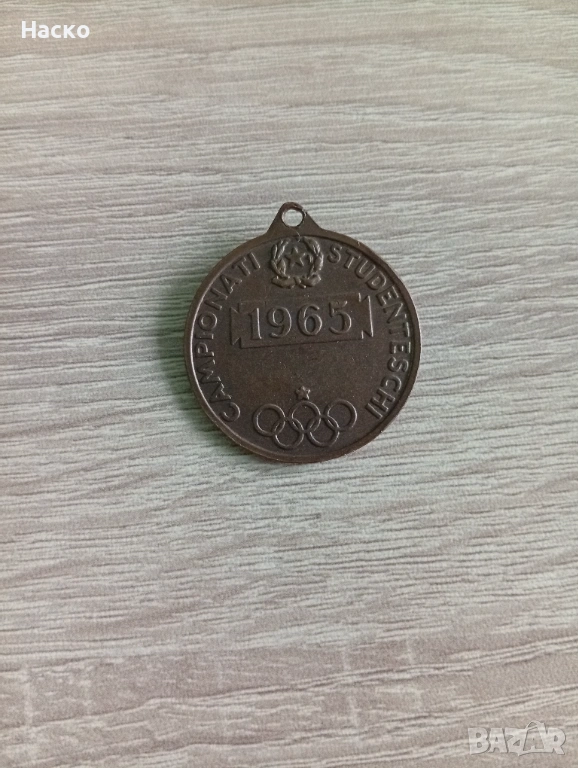 Наско
CAMPIONATI STUDENTESCHI
1965
BAZAR